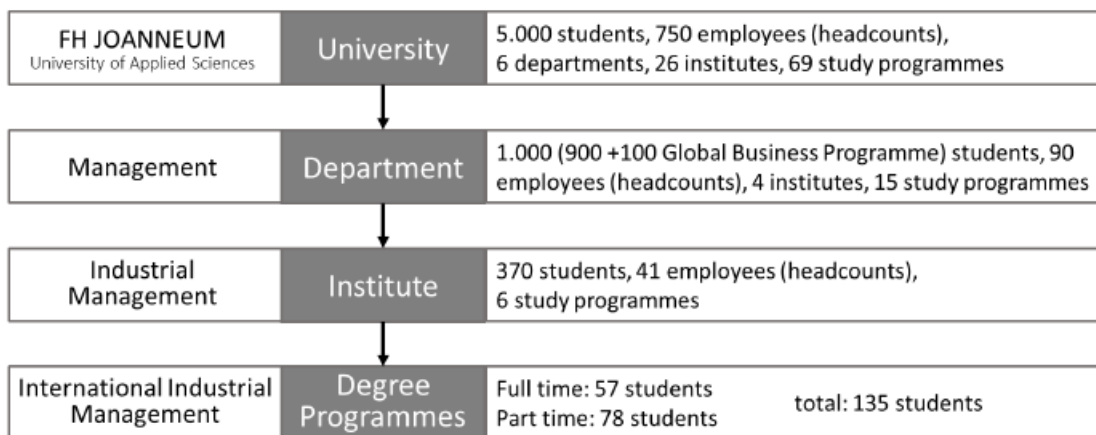 FH JOANNEUM
University of Applied Sciences
University
5.000 students, 750 employees (headcounts),
6 departments, 26 institutes, 69 study programmes
Management
Department
1.000 (900 +100 Global Business Programme) students, 90
employees (headcounts), 4 institutes, 15 study programmes
Industrial
Management
Institute
370 students, 41 employees (headcounts),
6 study programmes
International Industrial
Management
Degree
Programmes
Full time: 57 students
Part time: 78 students
total: 135 students